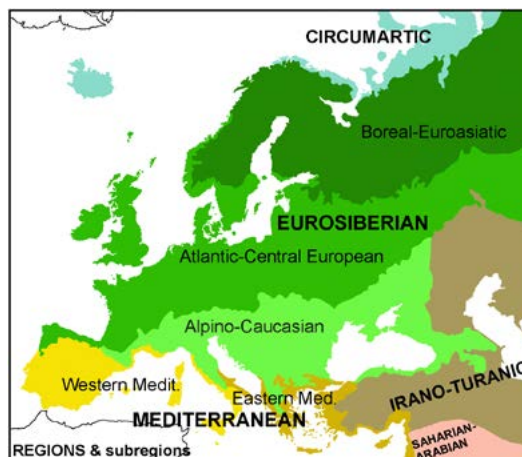 CIRCUMARTIC
Boreal-Euroasiatic
EUROSIBERIAN
Atlantic-Central European
Alpino-Caucasian
Western Medit.
Eastern Med.
IRANO-TURANIC
MEDITERRANEAN
SAHARIAN-
ARABIAN
REGIONS & subregions